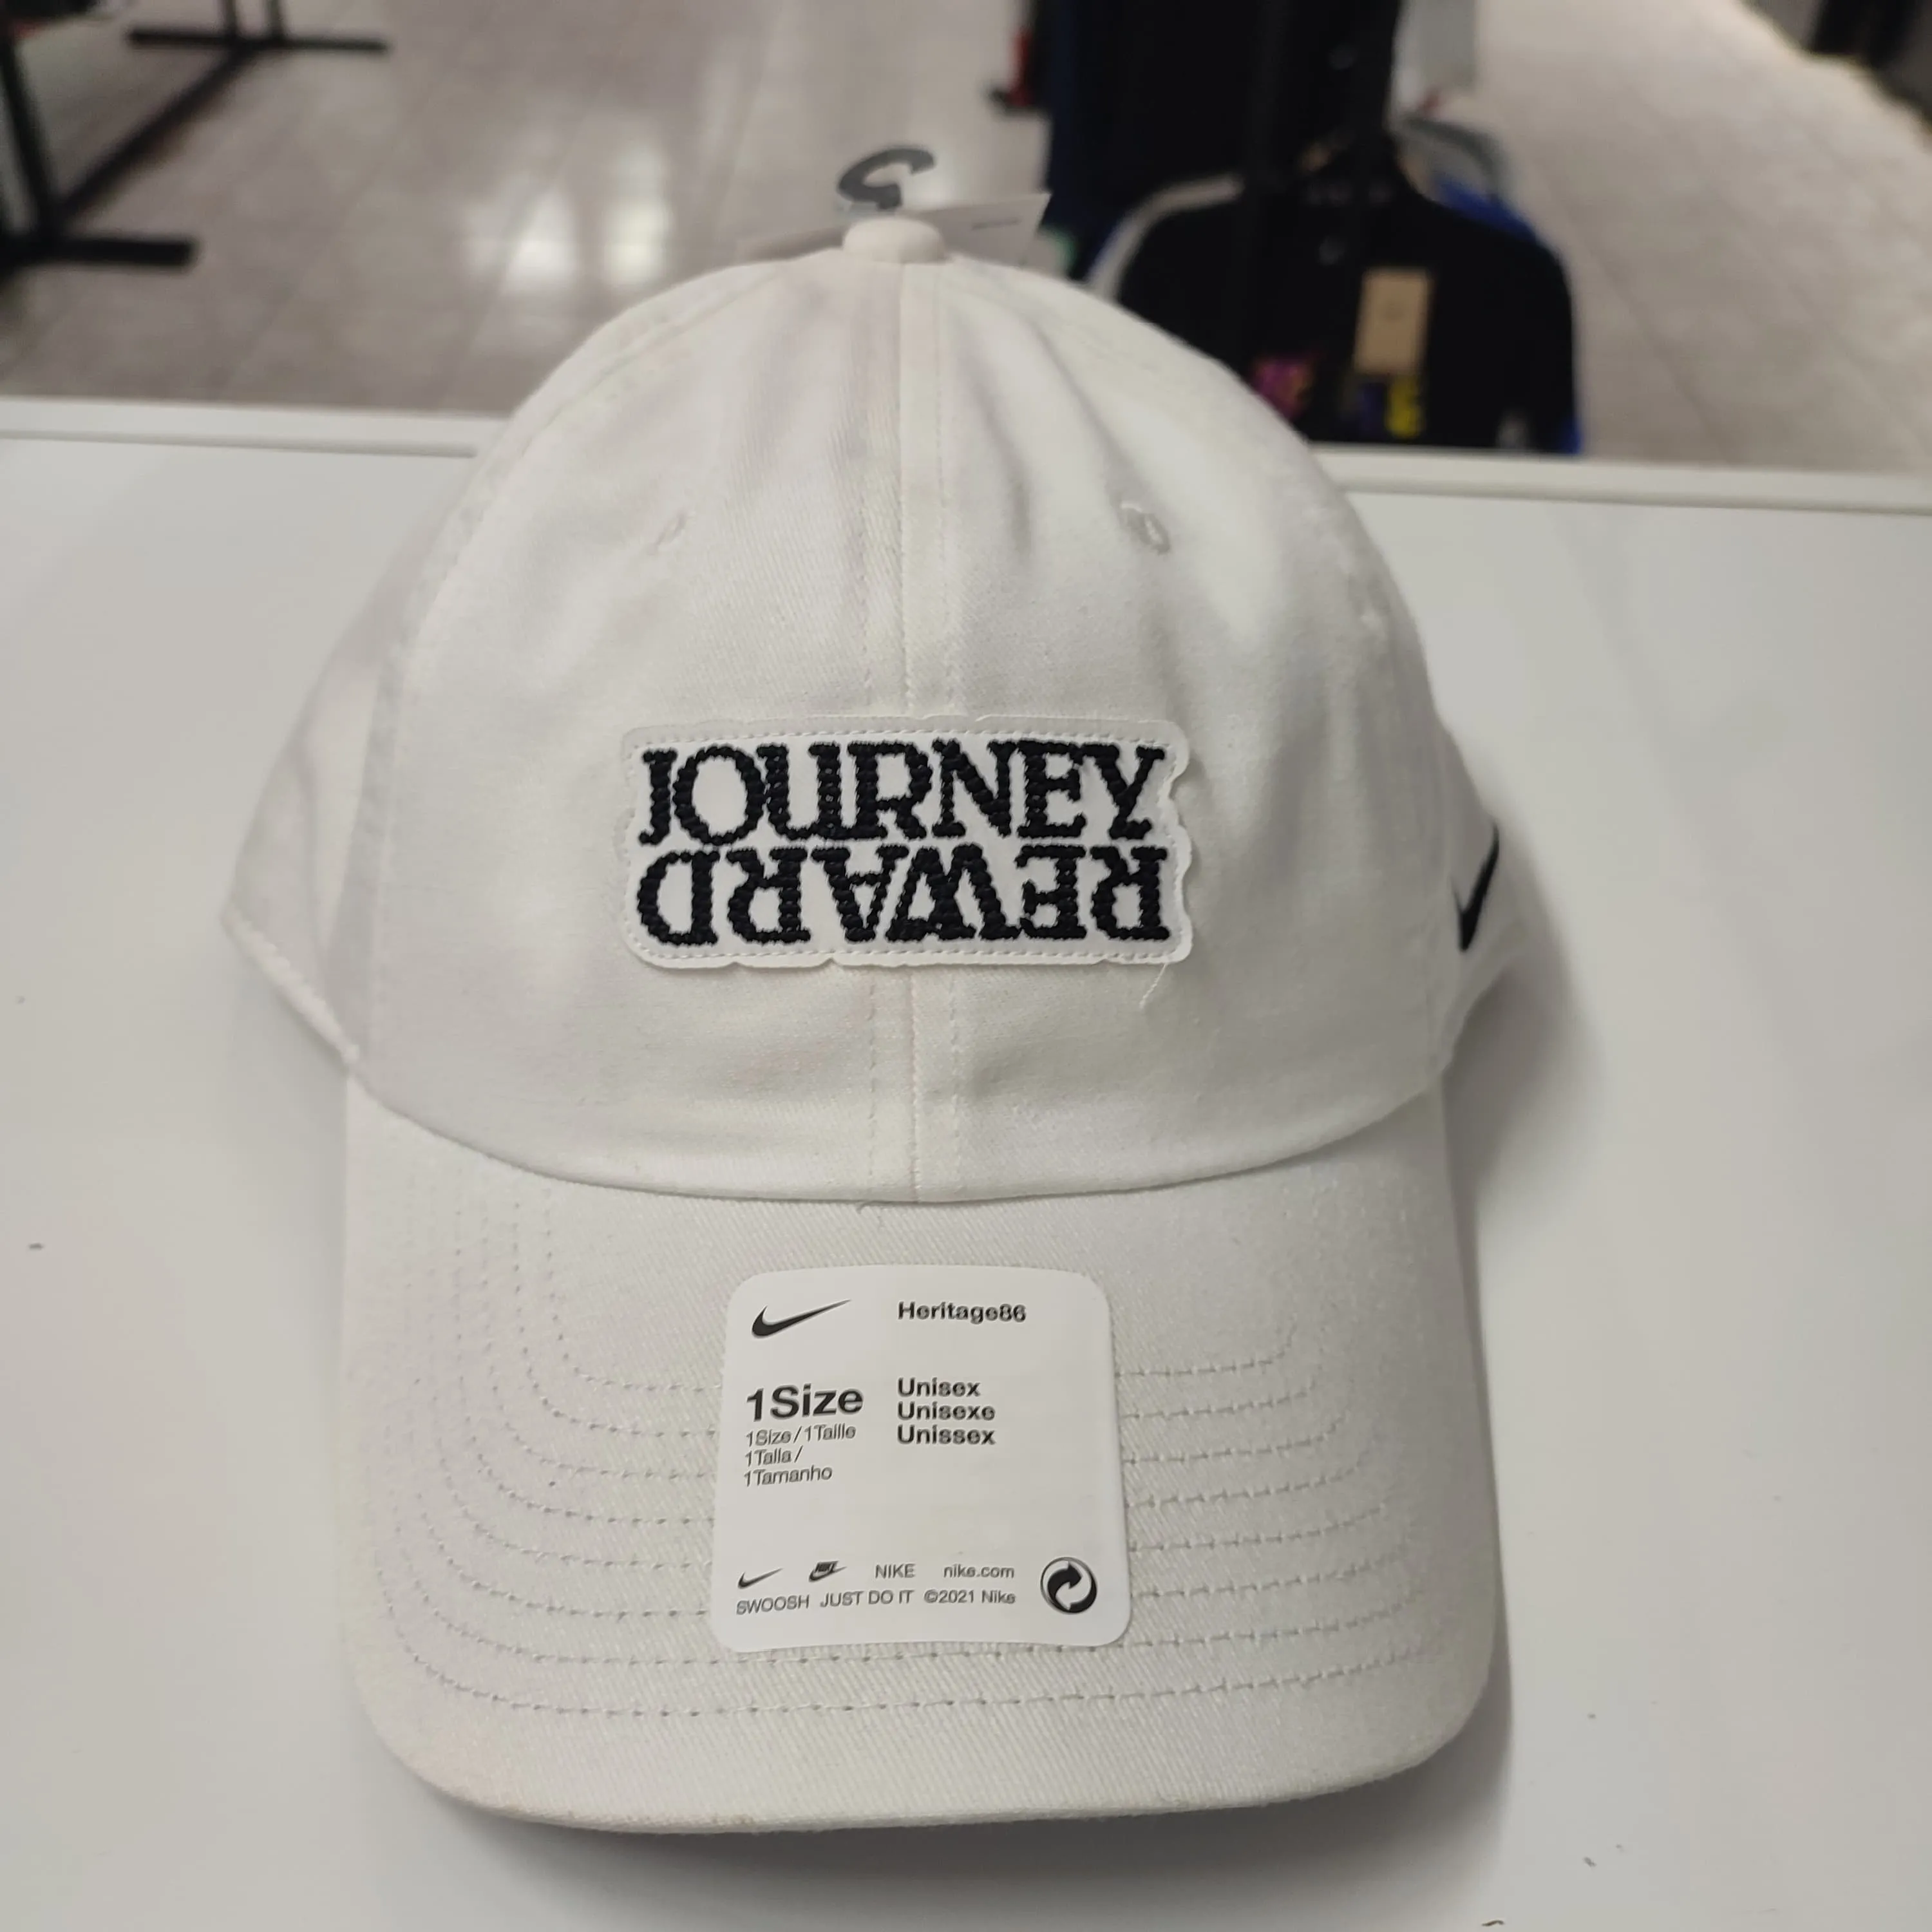 JOURNEY
REWARD
Heritage86
1Size
1Size/1Taille
1Talla/
1Tamanho
Unisex
Unisexe
Unissex
NIKE nike.com
SWOOSH JUST DO IT ©2021 Nike